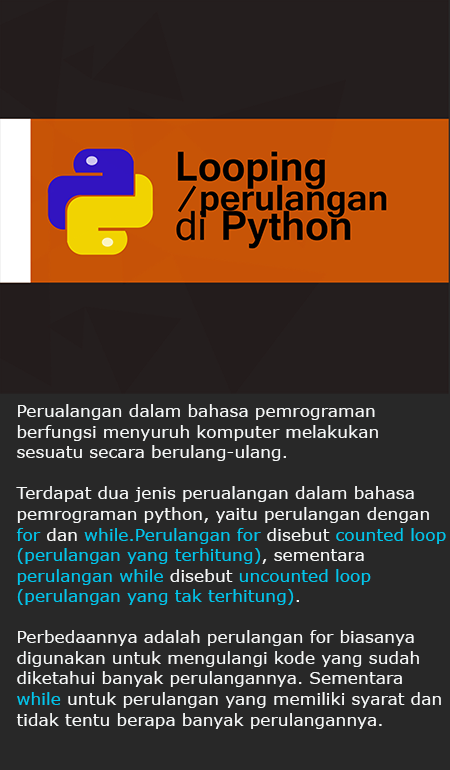 Looping
/perulangan
di Python
Perualangan dalam bahasa pemrograman
berfungsi menyuruh komputer melakukan
sesuatu secara berulang-ulang.
Terdapat dua jenis perualangan dalam bahasa
pemrograman python, yaitu perulangan dengan
for dan while.Perulangan for disebut counted loop
(perulangan yang terhitung), sementara
perulangan while disebut uncounted loop
(perulangan yang tak terhitung).
Perbedaannya adalah perulangan for biasanya
digunakan untuk mengulangi kode yang sudah
diketahui banyak perulangannya. Sementara
while untuk perulangan yang memiliki syarat dan
tidak tentu berapa banyak perulangannya.